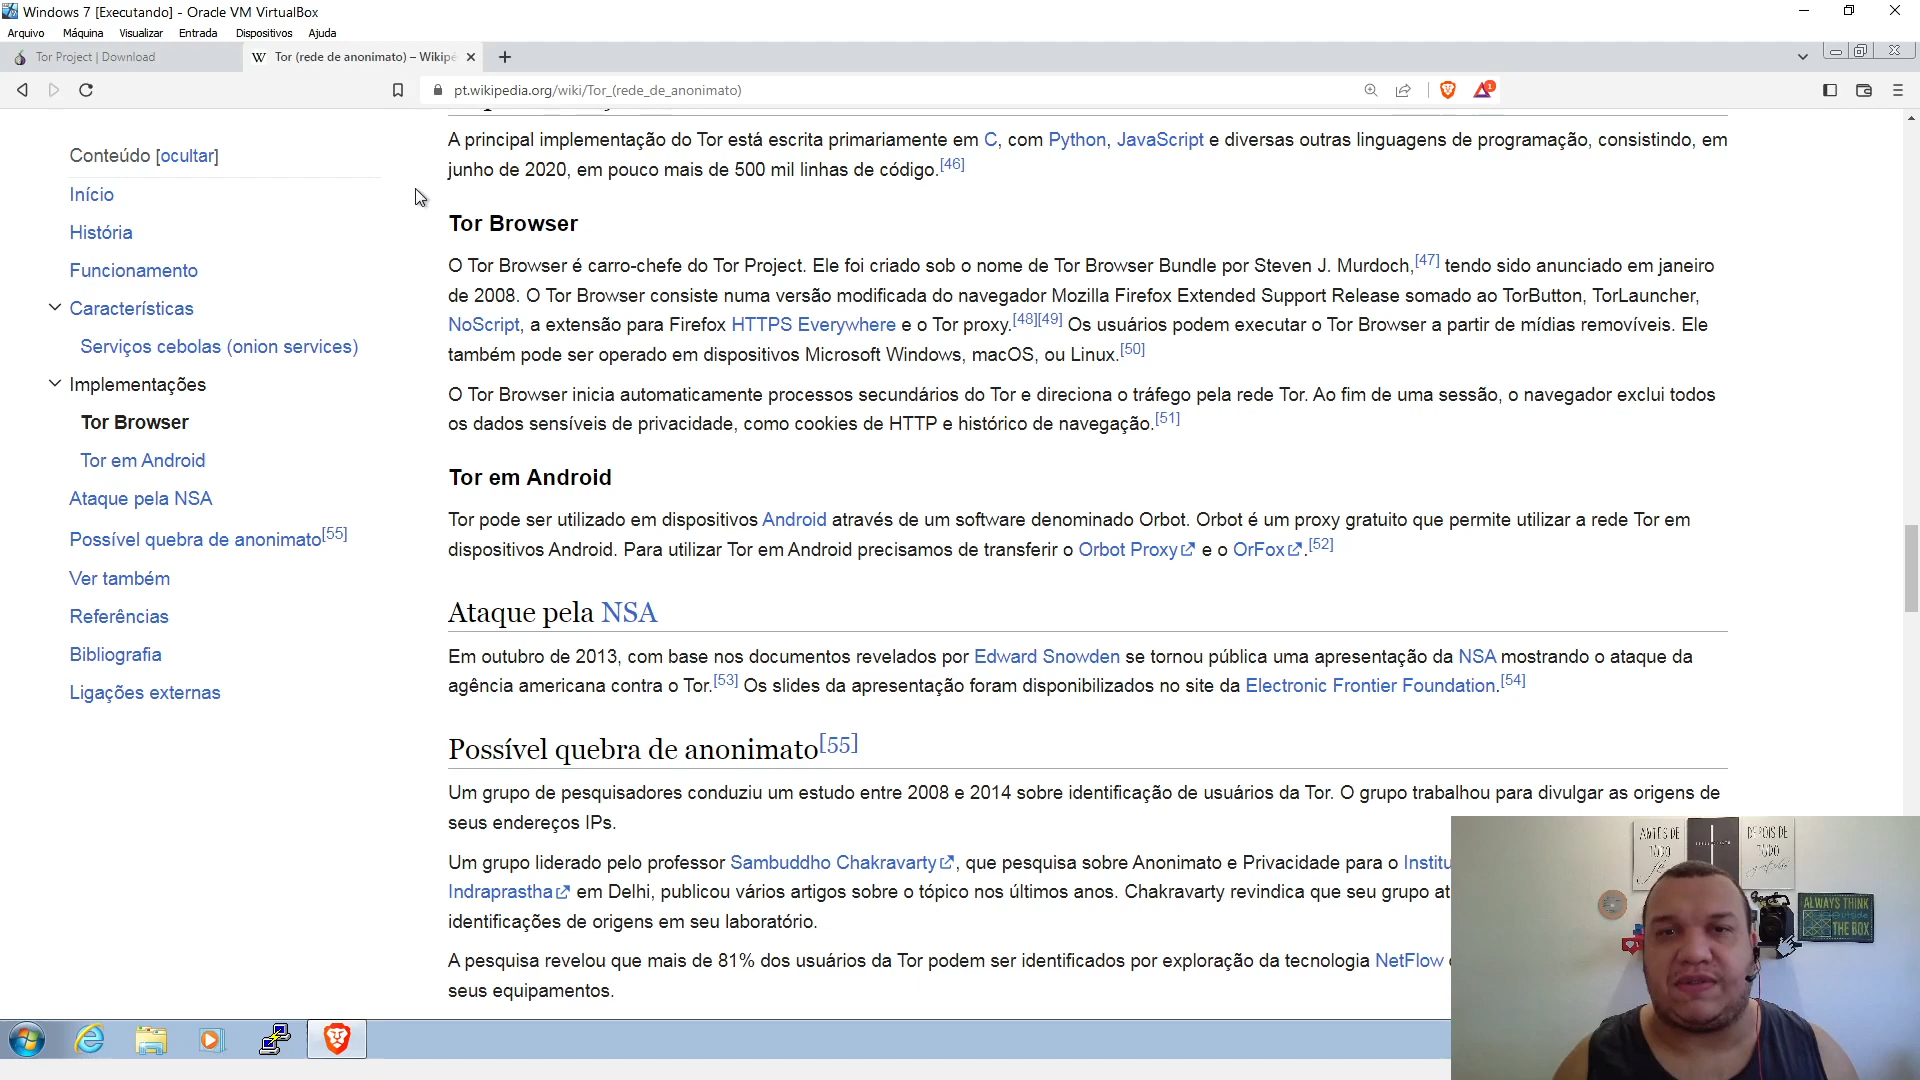 Windows 7 [Executando] - Oracle VM VirtualBox
Arquivo Máquina Visualizar Entrada Dispositivos Ajuda
Tor Project | Download
W Tor (rede de anonimato) – Wikipé
pt.wikipedia.org/wiki/Tor_(rede_de_anonimato)
1
Conteúdo [ocultar]
Início
História
Funcionamento
Características
Serviços cebolas (onion services)
Implementações
Tor Browser
Tor em Android
Ataque pela NSA
Possível quebra de anonimato[55]
Ver também
Referências
Bibliografia
Ligações externas
A principal implementação do Tor está escrita primariamente em C, com Python, JavaScript e diversas outras linguagens de programação, consistindo, em
junho de 2020, em pouco mais de 500 mil linhas de código.[46]
Tor Browser
O Tor Browser é carro-chefe do Tor Project. Ele foi criado sob o nome de Tor Browser Bundle por Steven J. Murdoch,[47] tendo sido anunciado em janeiro
de 2008. O Tor Browser consiste numa versão modificada do navegador Mozilla Firefox Extended Support Release somado ao TorButton, TorLauncher,
NoScript, a extensão para Firefox HTTPS Everywhere e o Tor proxy.[48][49] Os usuários podem executar o Tor Browser a partir de mídias removíveis. Ele
também pode ser operado em dispositivos Microsoft Windows, macOS, ou Linux.[50]
O Tor Browser inicia automaticamente processos secundários do Tor e direciona o tráfego pela rede Tor. Ao fim de uma sessão, o navegador exclui todos
os dados sensíveis de privacidade, como cookies de HTTP e histórico de navegação.[51]
Tor em Android
Tor pode ser utilizado em dispositivos Android através de um software denominado Orbot. Orbot é um proxy gratuito que permite utilizar a rede Tor em
dispositivos Android. Para utilizar Tor em Android precisamos de transferir o Orbot Proxy e o OrFox.[52]
Ataque pela NSA
Em outubro de 2013, com base nos documentos revelados por Edward Snowden se tornou pública uma apresentação da NSA mostrando o ataque da
agência americana contra o Tor.[53] Os slides da apresentação foram disponibilizados no site da Electronic Frontier Foundation.[54]
Possível quebra de anonimato[55]
Um grupo de pesquisadores conduziu um estudo entre 2008 e 2014 sobre identificação de usuários da Tor. O grupo trabalhou para divulgar as origens de
seus endereços IPs.
Um grupo liderado pelo professor Sambuddho Chakravarty, que pesquisa sobre Anonimato e Privacidade para o Institu
Indraprastha em Delhi, publicou vários artigos sobre o tópico nos últimos anos. Chakravarty revindica que seu grupo at
identificações de origens em seu laboratório.
A pesquisa revelou que mais de 81% dos usuários da Tor podem ser identificados por exploração da tecnologia NetFlow
seus equipamentos.
ANTES DE
TUDO
fé
DEPOIS DE
TUDO
gratidão
ALWAYS THINK
outside
THE BOX